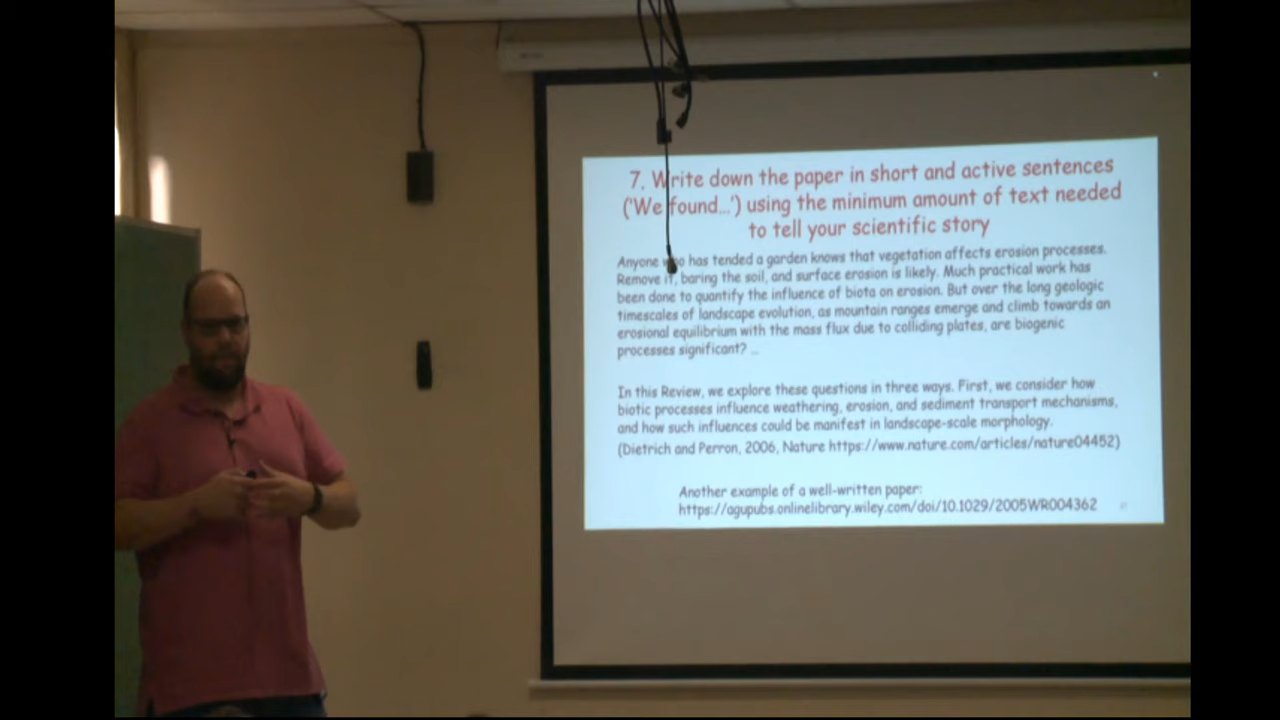 7. Write down the paper in short and active sentences
('We found...') using the minimum amount of text needed
to tell your scientific story
Anyone who has tended a garden knows that vegetation affects erosion processes.
Remove it, baring the soil, and surface erosion is likely. Much practical work has
been done to quantify the influence of biota on erosion. But over the long geologic
timescales of landscape evolution, as mountain ranges emerge and climb towards an
erosional equilibrium with the mass flux due to colliding plates, are biogenic
processes significant? ...
In this Review, we explore these questions in three ways. First, we consider how
biotic processes influence weathering, erosion, and sediment transport mechanisms,
and how such influences could be manifest in landscape-scale morphology.
(Dietrich and Perron, 2006, Nature https://www.nature.com/articles/nature04452)
Another example of a well-written paper:
https://agupubs.onlinelibrary.wiley.com/doi/10.1029/2005WR004362